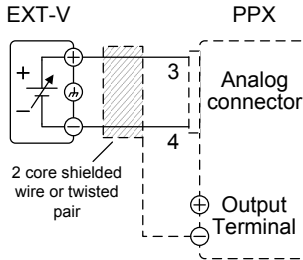 EXT-V
PPX
+
−
3
4
Analog
connector
2 core shielded
wire or twisted
pair
Output
Terminal